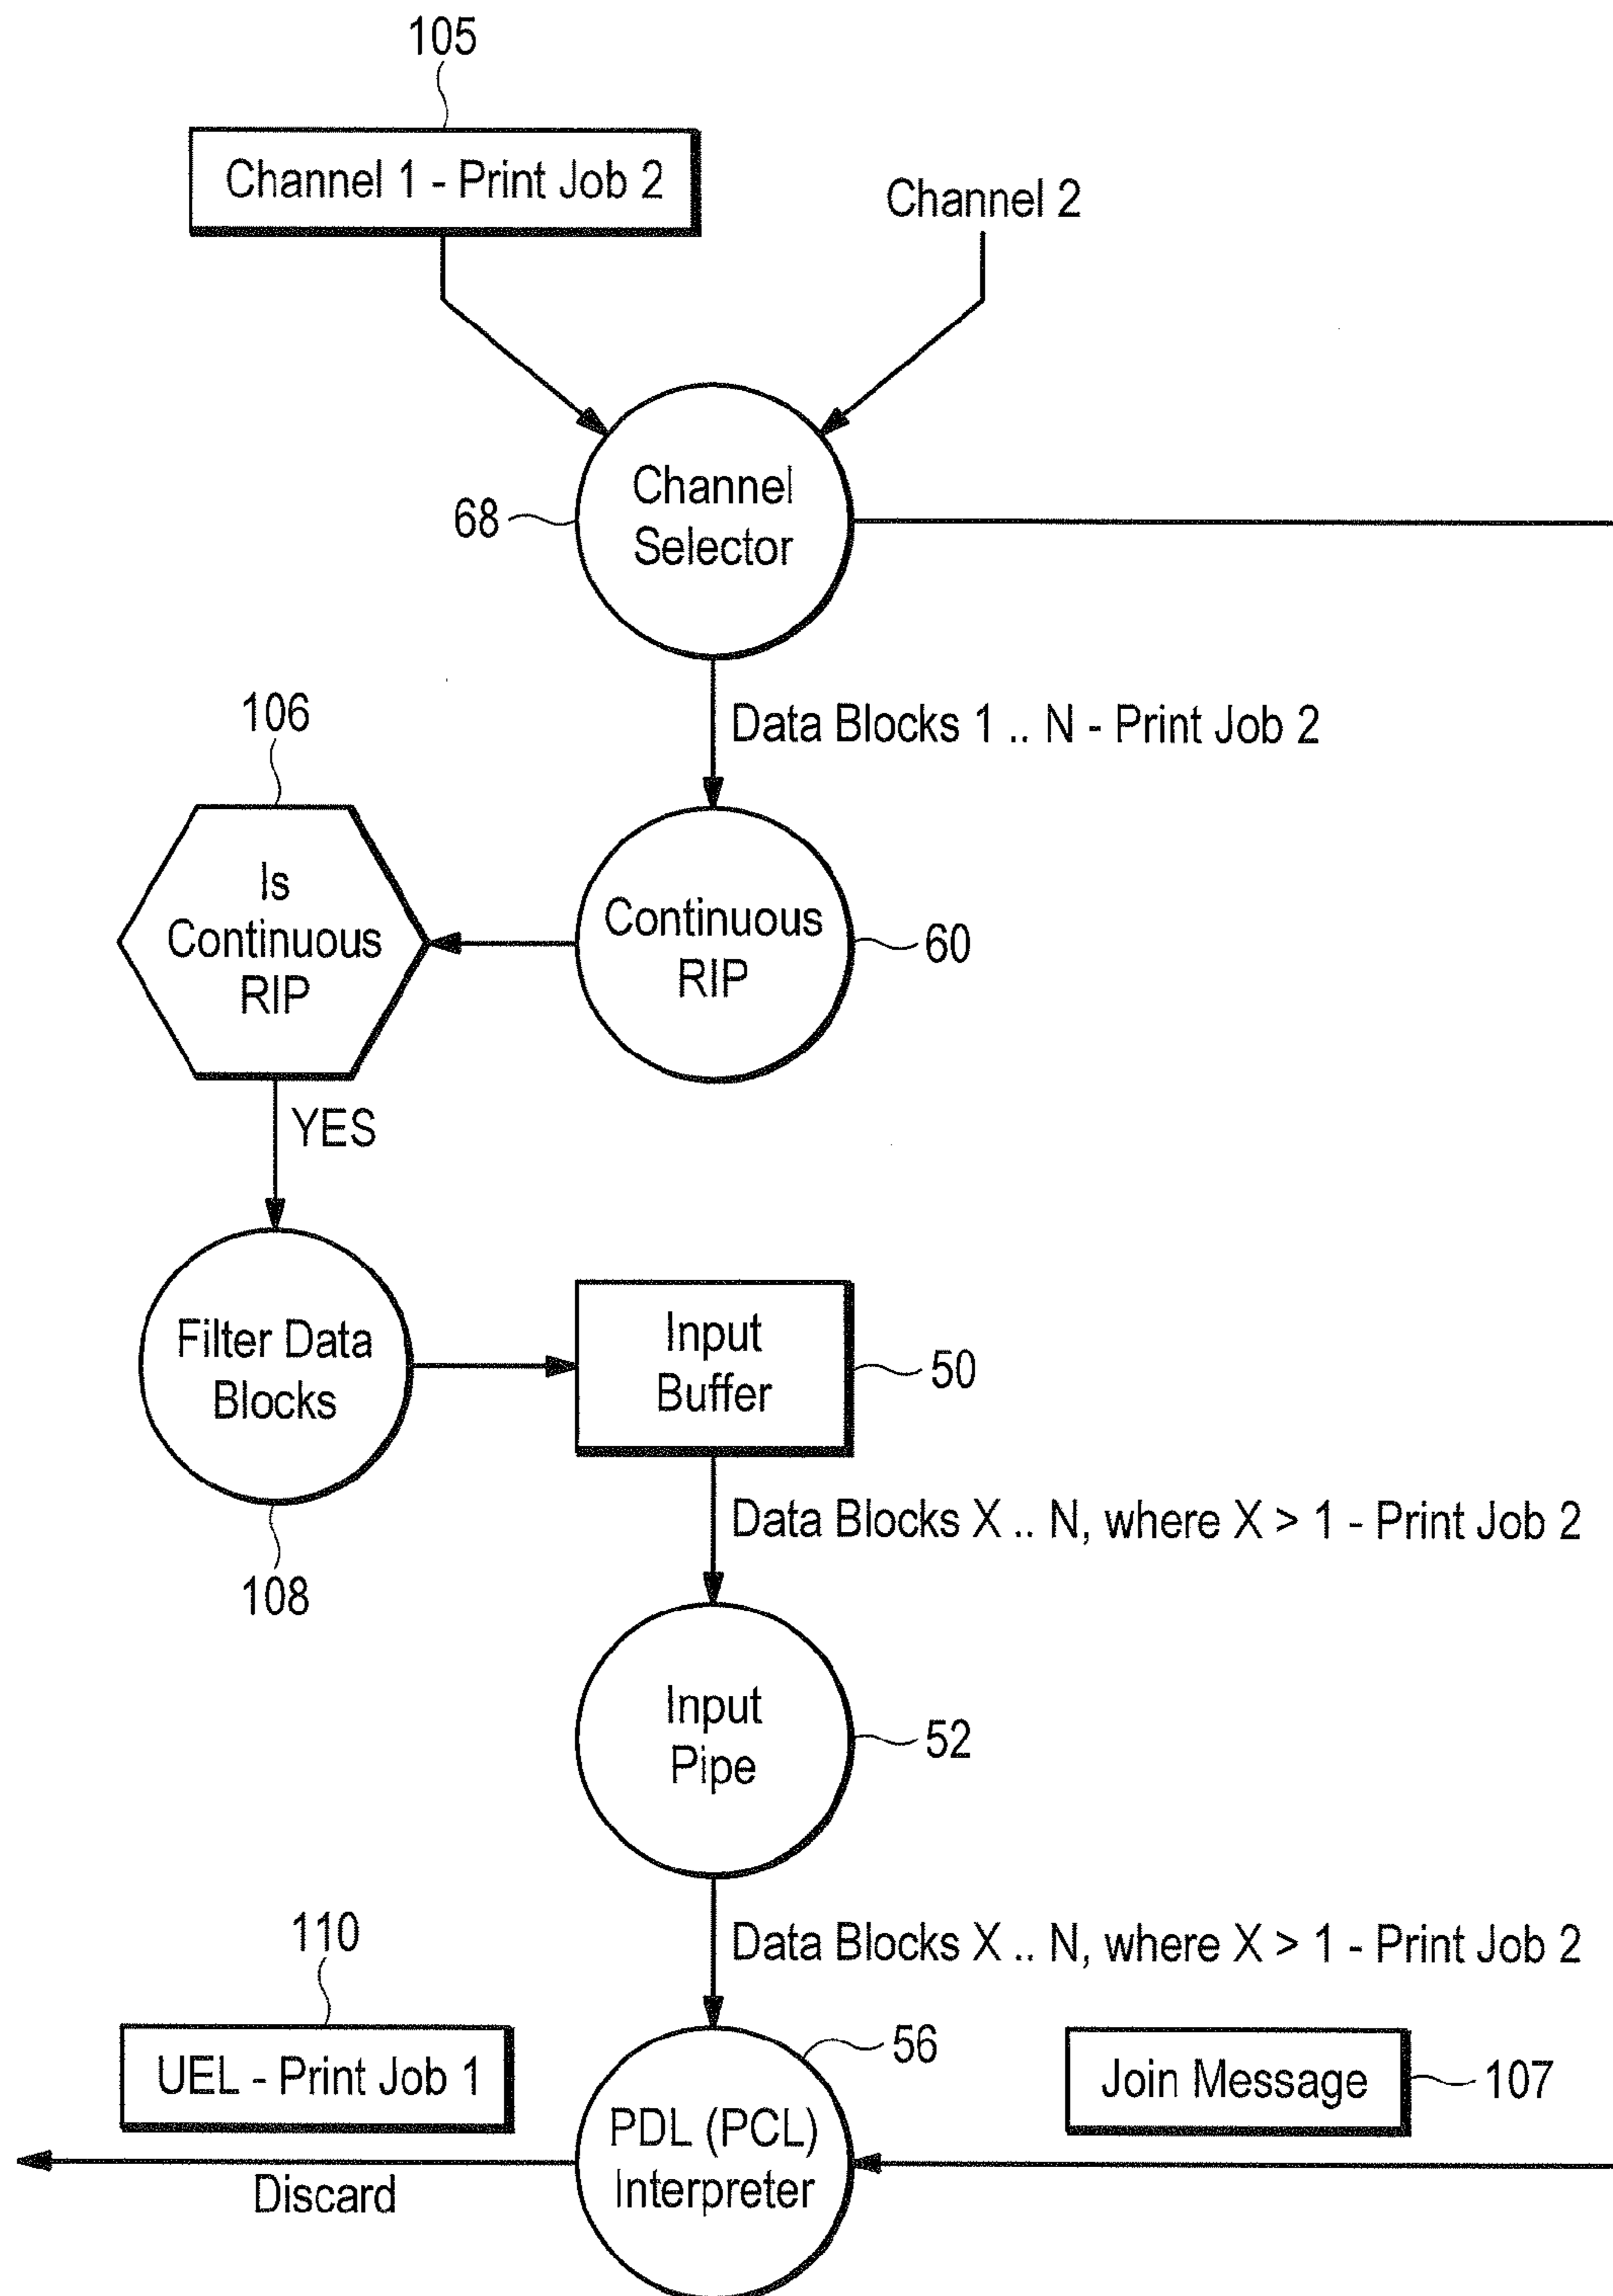 105
Channel 1 - Print Job 2
Channel 2
68
Channel
Selector
Data Blocks 1 .. N - Print Job 2
106
Is
Continuous
RIP
Continuous
RIP
60
YES
Filter Data
Blocks
108
Input
Buffer
50
Data Blocks X .. N, where X > 1 - Print Job 2
Input
Pipe
52
Data Blocks X .. N, where X > 1 - Print Job 2
110
UEL - Print Job 1
Discard
56
PDL (PCL)
Interpreter
Join Message
107